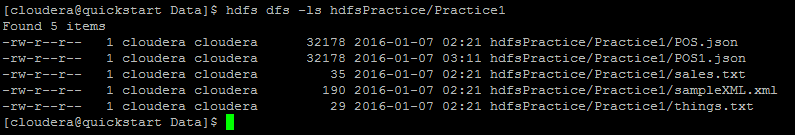 [cloudera@quickstart Data]$ hdfs dfs -ls hdfsPractice/Practice1
Found 5 items
-rw-r--r--   1 cloudera cloudera      32178 2016-01-07 02:21 hdfsPractice/Practice1/POS.json
-rw-r--r--   1 cloudera cloudera      32178 2016-01-07 03:11 hdfsPractice/Practice1/POS1.json
-rw-r--r--   1 cloudera cloudera         35 2016-01-07 02:21 hdfsPractice/Practice1/sales.txt
-rw-r--r--   1 cloudera cloudera        190 2016-01-07 02:21 hdfsPractice/Practice1/sampleXML.xml
-rw-r--r--   1 cloudera cloudera         29 2016-01-07 02:21 hdfsPractice/Practice1/things.txt
[cloudera@quickstart Data]$